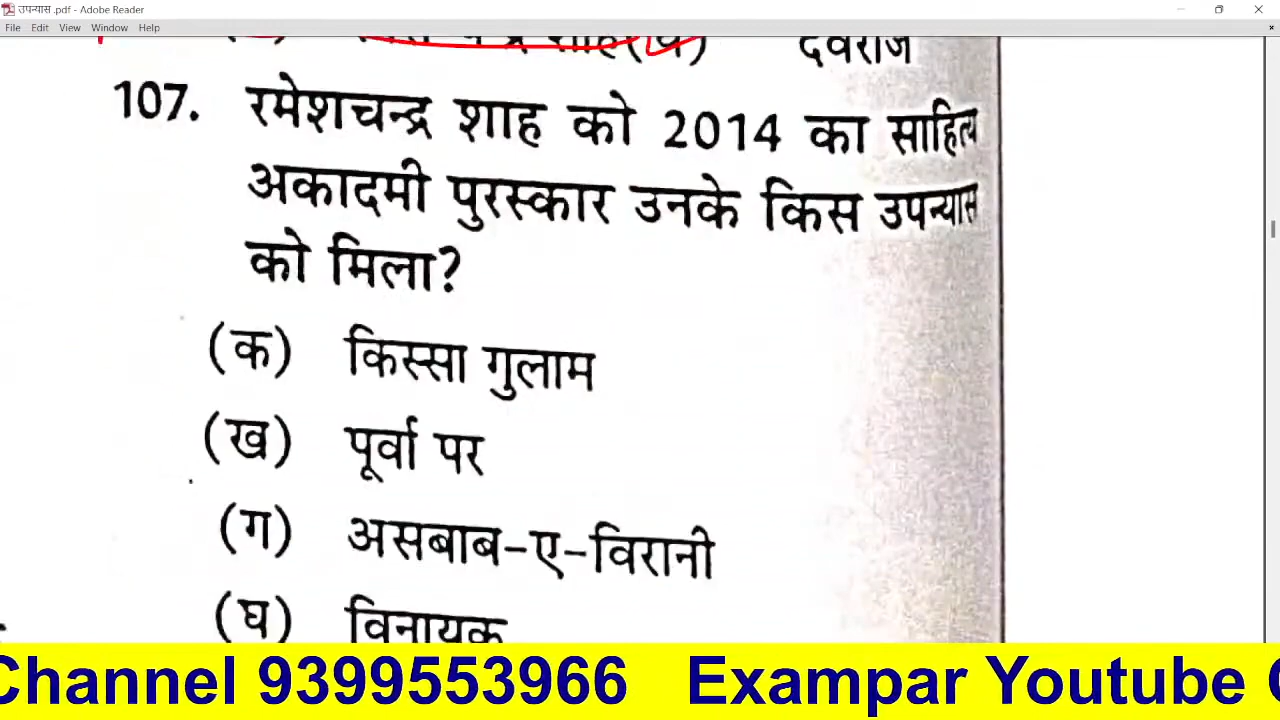 उपन्यास .pdf - Adobe Reader
File Edit View Window Help
देवराज
107. रमेशचन्द्र शाह को 2014 का साहित्य
अकादमी पुरस्कार उनके किस उपन्यास
को मिला?
(क) किस्सा गुलाम
(ख) पूर्वा पर
(ग) असबाब-ए-विरानी
(घ) विनायक
Channel 9399553966 Exampar Youtube